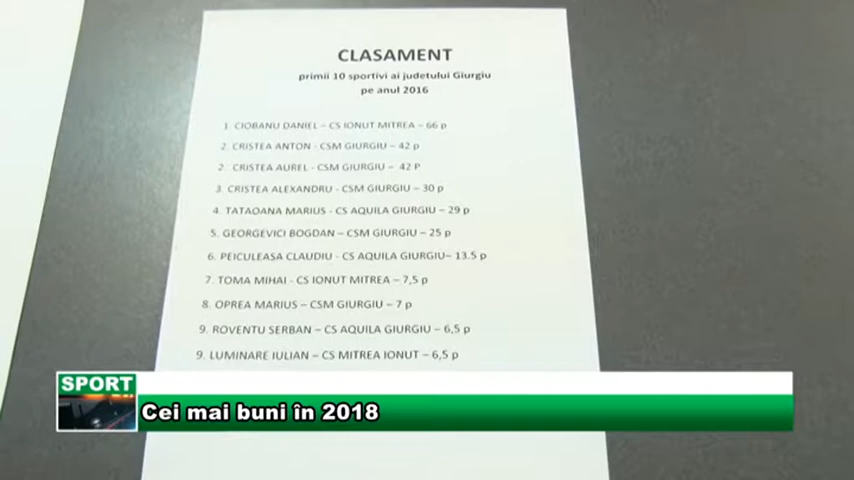 CLASAMENT
primii 10 sportivi ai judetului Giurgiu
pe anul 2016
1. CIOBANU DANIEL – CS IONUT MITREA – 66 p
2. CRISTEA ANTON - CSM GIURGIU – 42 p
2. CRISTEA AUREL - CSM GIURGIU – 42 P
3. CRISTEA ALEXANDRU - CSM GIURGIU – 30 p
4. TATAOANA MARIUS - CS AQUILA GIURGIU – 29 p
5. GEORGEVICI BOGDAN – CSM GIURGIU – 25 p
6. PEICULEASA CLAUDIU - CS AQUILA GIURGIU– 13.5 p
7. TOMA MIHAI - CS IONUT MITREA – 7,5 p
8. OPREA MARIUS – CSM GIURGIU – 7 p
9. ROVENTU SERBAN – CS AQUILA GIURGIU – 6,5 p
9. LUMINARE IULIAN – CS MITREA IONUT – 6,5 p
SPORT
Cei mai buni în 2018